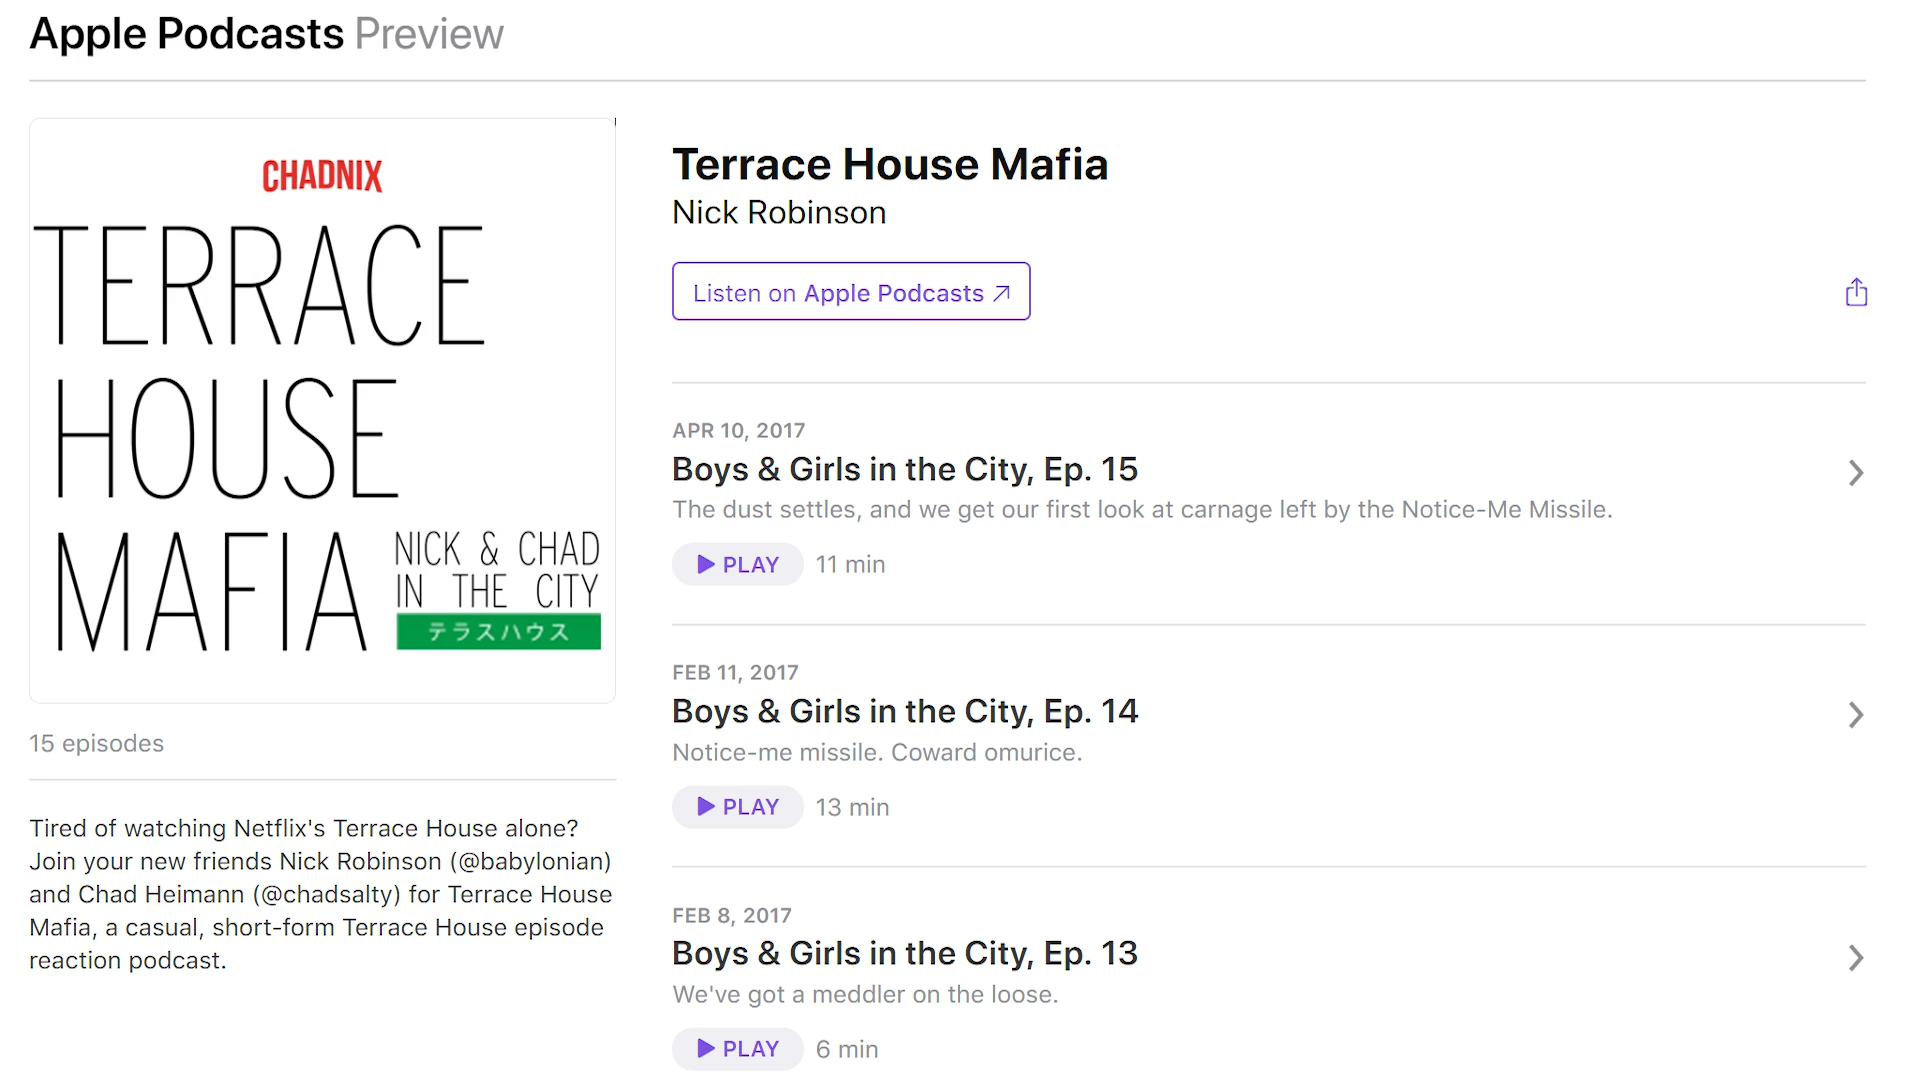 Apple Podcasts Preview
CHADNIX
TERRACE
HOUSE
MAFIA
NICK & CHAD
IN THE CITY
テラスハウス
15 episodes
Tired of watching Netflix's Terrace House alone?
Join your new friends Nick Robinson (@babylonian)
and Chad Heimann (@chadsalty) for Terrace House
Mafia, a casual, short-form Terrace House episode
reaction podcast.
Terrace House Mafia
Nick Robinson
Listen on Apple Podcasts
APR 10, 2017
Boys & Girls in the City, Ep. 15
The dust settles, and we get our first look at carnage left by the Notice-Me Missile.
PLAY 11 min
FEB 11, 2017
Boys & Girls in the City, Ep. 14
Notice-me missile. Coward omurice.
PLAY 13 min
FEB 8, 2017
Boys & Girls in the City, Ep. 13
We've got a meddler on the loose.
PLAY 6 min